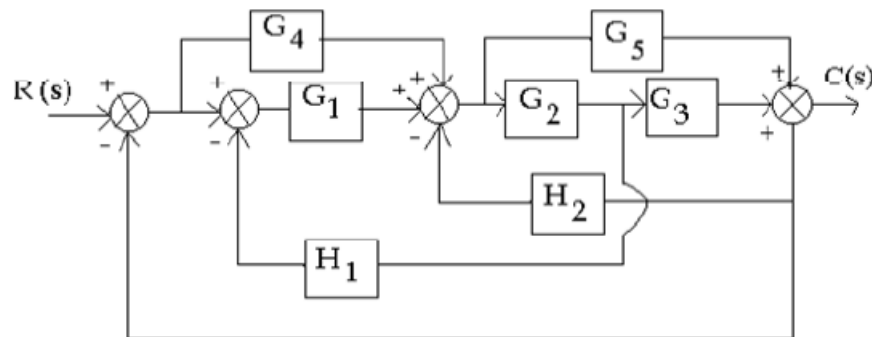 G4
G5
+ + + + +
R(s) G1 G2 G3 C(s)
+
- - -
H2
H1